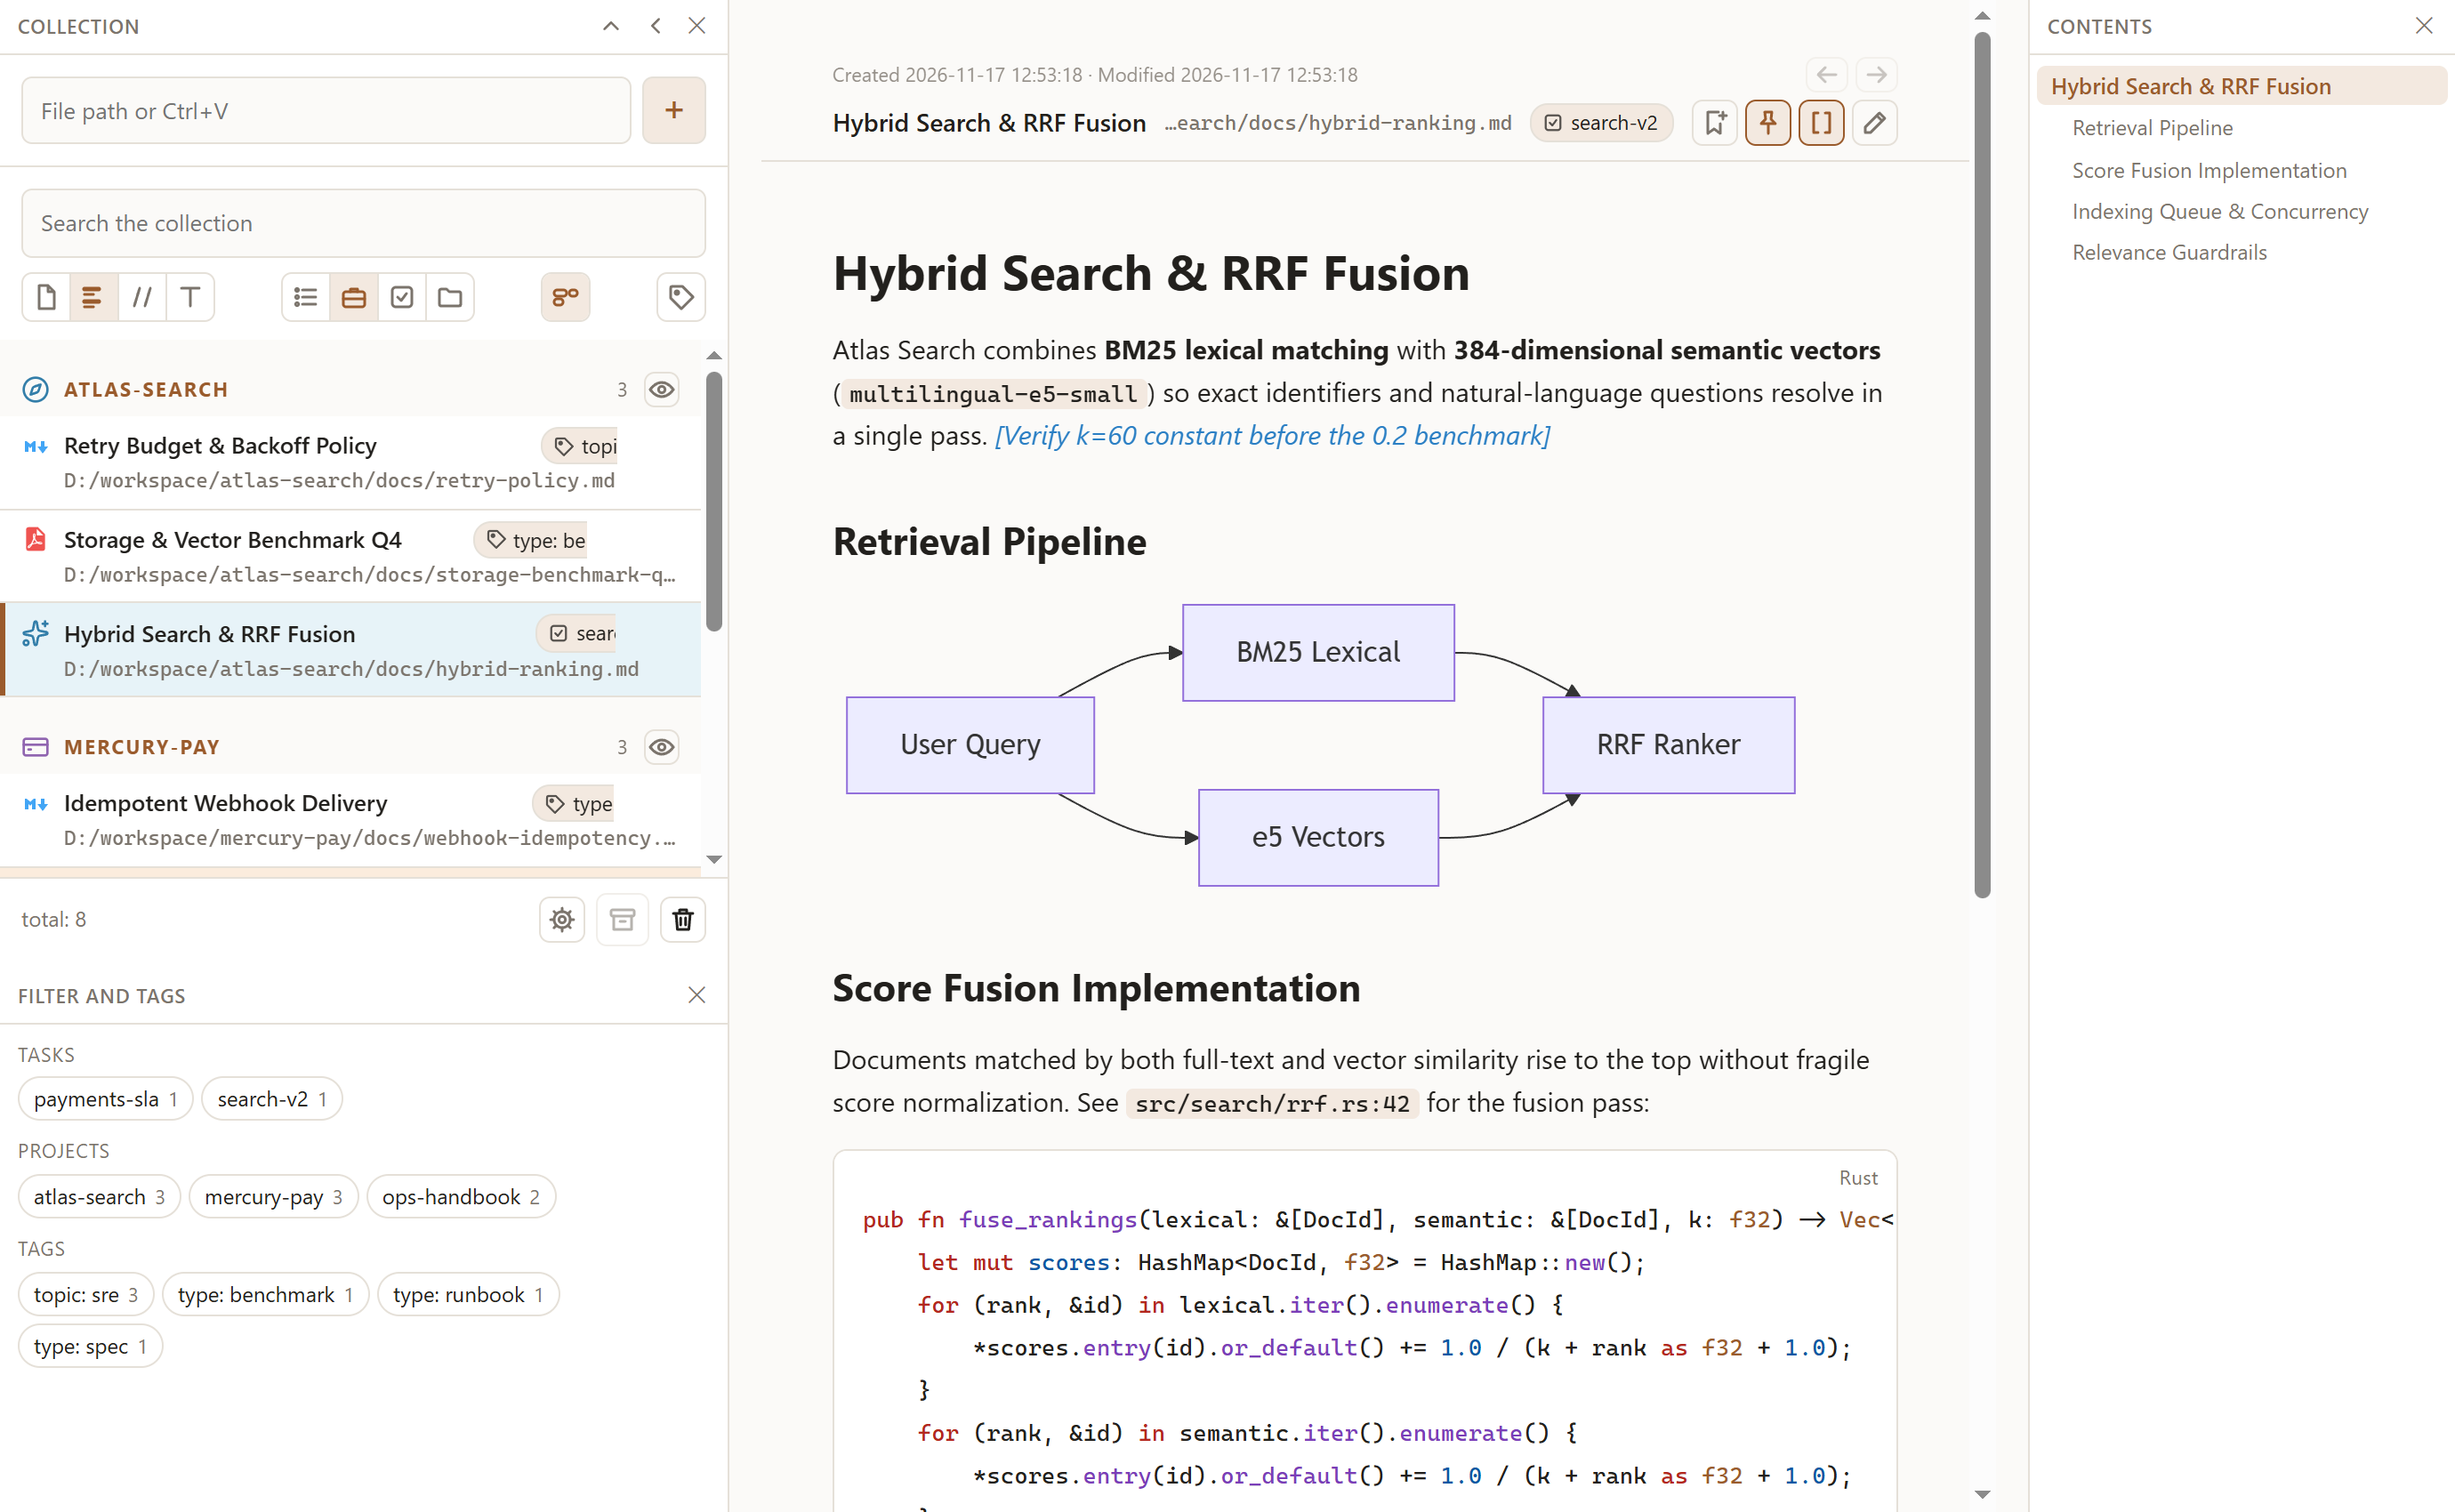 COLLECTION
File path or Ctrl+V
+
Search the collection
ATLAS-SEARCH 3
Retry Budget & Backoff Policy topi
D:/workspace/atlas-search/docs/retry-policy.md
Storage & Vector Benchmark Q4 type: be
D:/workspace/atlas-search/docs/storage-benchmark-q…
Hybrid Search & RRF Fusion sear
D:/workspace/atlas-search/docs/hybrid-ranking.md
MERCURY-PAY 3
Idempotent Webhook Delivery type
D:/workspace/mercury-pay/docs/webhook-idempotency.…
total: 8
FILTER AND TAGS
TASKS
payments-sla 1 search-v2 1
PROJECTS
atlas-search 3 mercury-pay 3 ops-handbook 2
TAGS
topic: sre 3 type: benchmark 1 type: runbook 1
type: spec 1
Created 2026-11-17 12:53:18 · Modified 2026-11-17 12:53:18
Hybrid Search & RRF Fusion …earch/docs/hybrid-ranking.md search-v2
Hybrid Search & RRF Fusion
Atlas Search combines BM25 lexical matching with 384-dimensional semantic vectors
(multilingual-e5-small) so exact identifiers and natural-language questions resolve in
a single pass. [Verify k=60 constant before the 0.2 benchmark]
Retrieval Pipeline
BM25 Lexical
User Query
RRF Ranker
e5 Vectors
Score Fusion Implementation
Documents matched by both full-text and vector similarity rise to the top without fragile
score normalization. See src/search/rrf.rs:42 for the fusion pass:
Rust
pub fn fuse_rankings(lexical: &[DocId], semantic: &[DocId], k: f32) -> Vec<
let mut scores: HashMap<DocId, f32> = HashMap::new();
for (rank, &id) in lexical.iter().enumerate() {
*scores.entry(id).or_default() += 1.0 / (k + rank as f32 + 1.0);
}
for (rank, &id) in semantic.iter().enumerate() {
*scores.entry(id).or_default() += 1.0 / (k + rank as f32 + 1.0);
CONTENTS
Hybrid Search & RRF Fusion
Retrieval Pipeline
Score Fusion Implementation
Indexing Queue & Concurrency
Relevance Guardrails